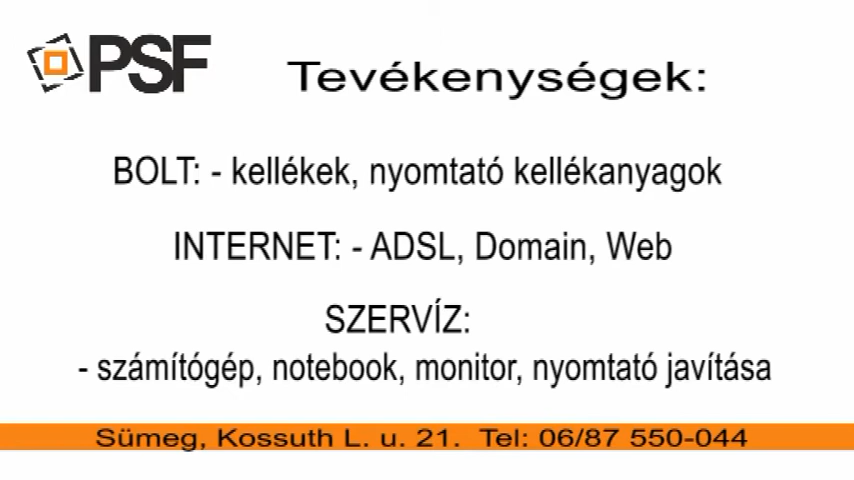 PSF
Tevékenységek:
BOLT: - kellékek, nyomtató kellékanyagok
INTERNET: - ADSL, Domain, Web
SZERVÍZ:
- számítógép, notebook, monitor, nyomtató javítása
Sümeg, Kossuth L. u. 21. Tel: 06/87 550-044